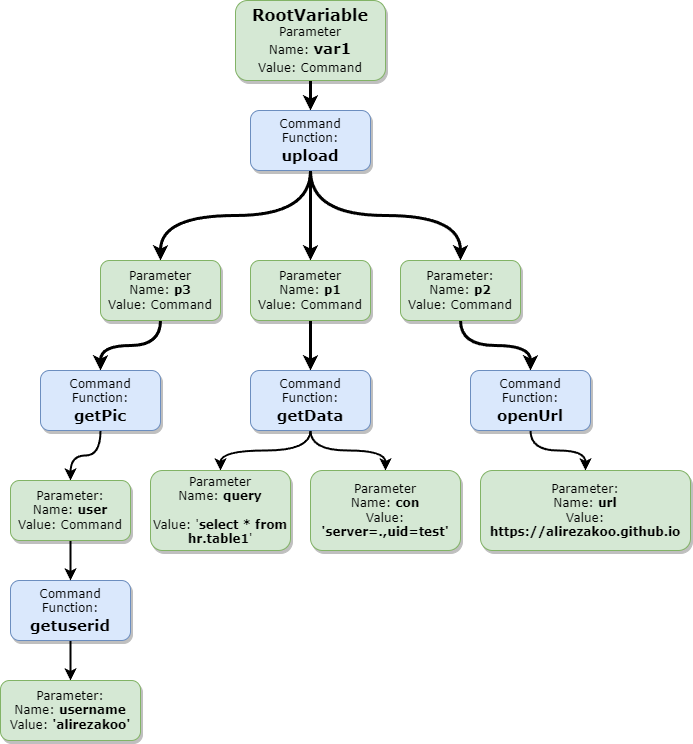 RootVariable
Parameter
Name: var1
Value: Command
Command
Function:
upload
Parameter
Name: p3
Value: Command
Parameter
Name: p1
Value: Command
Parameter:
Name: p2
Value: Command
Command
Function:
getPic
Command
Function:
getData
Command
Function:
openUrl
Parameter:
Name: user
Value: Command
Parameter
Name: query
Value: 'select * from
hr.table1'
Parameter
Name: con
Value:
'server=.,uid=test'
Parameter:
Name: url
Value:
https://alirezakoo.github.io
Command
Function:
getuserid
Parameter:
Name: username
Value: 'alirezakoo'